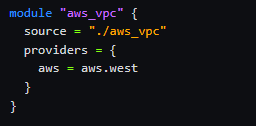 module "aws_vpc" {
  source = "./aws_vpc"
  providers = {
    aws = aws.west
  }
}